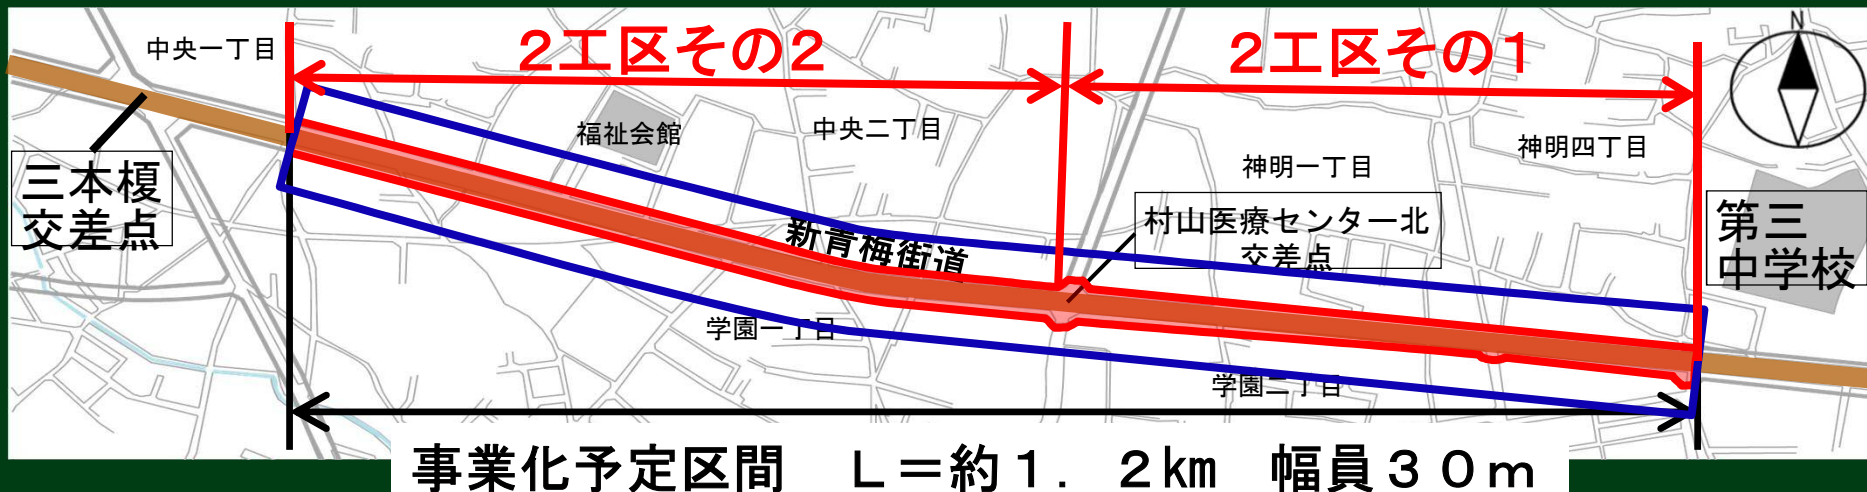 中央一丁目
2工区その2
2工区その1
N
福祉会館
中央二丁目
神明一丁目
神明四丁目
三本榎
交差点
新青梅街道
村山医療センター北
交差点
第三
中学校
学園一丁目
学園二丁目
事業化予定区間　L=約1.2km　幅員30m